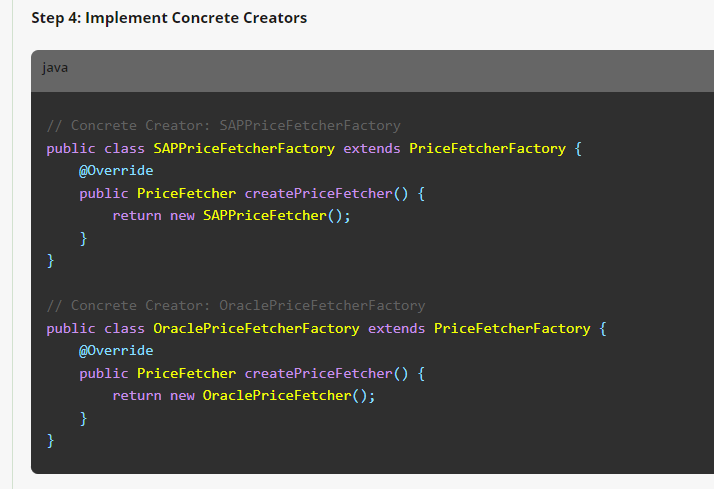 Step 4: Implement Concrete Creators
java
// Concrete Creator: SAPPriceFetcherFactory
public class SAPPriceFetcherFactory extends PriceFetcherFactory {
    @Override
    public PriceFetcher createPriceFetcher() {
        return new SAPPriceFetcher();
    }
}
// Concrete Creator: OraclePriceFetcherFactory
public class OraclePriceFetcherFactory extends PriceFetcherFactory {
    @Override
    public PriceFetcher createPriceFetcher() {
        return new OraclePriceFetcher();
    }
}